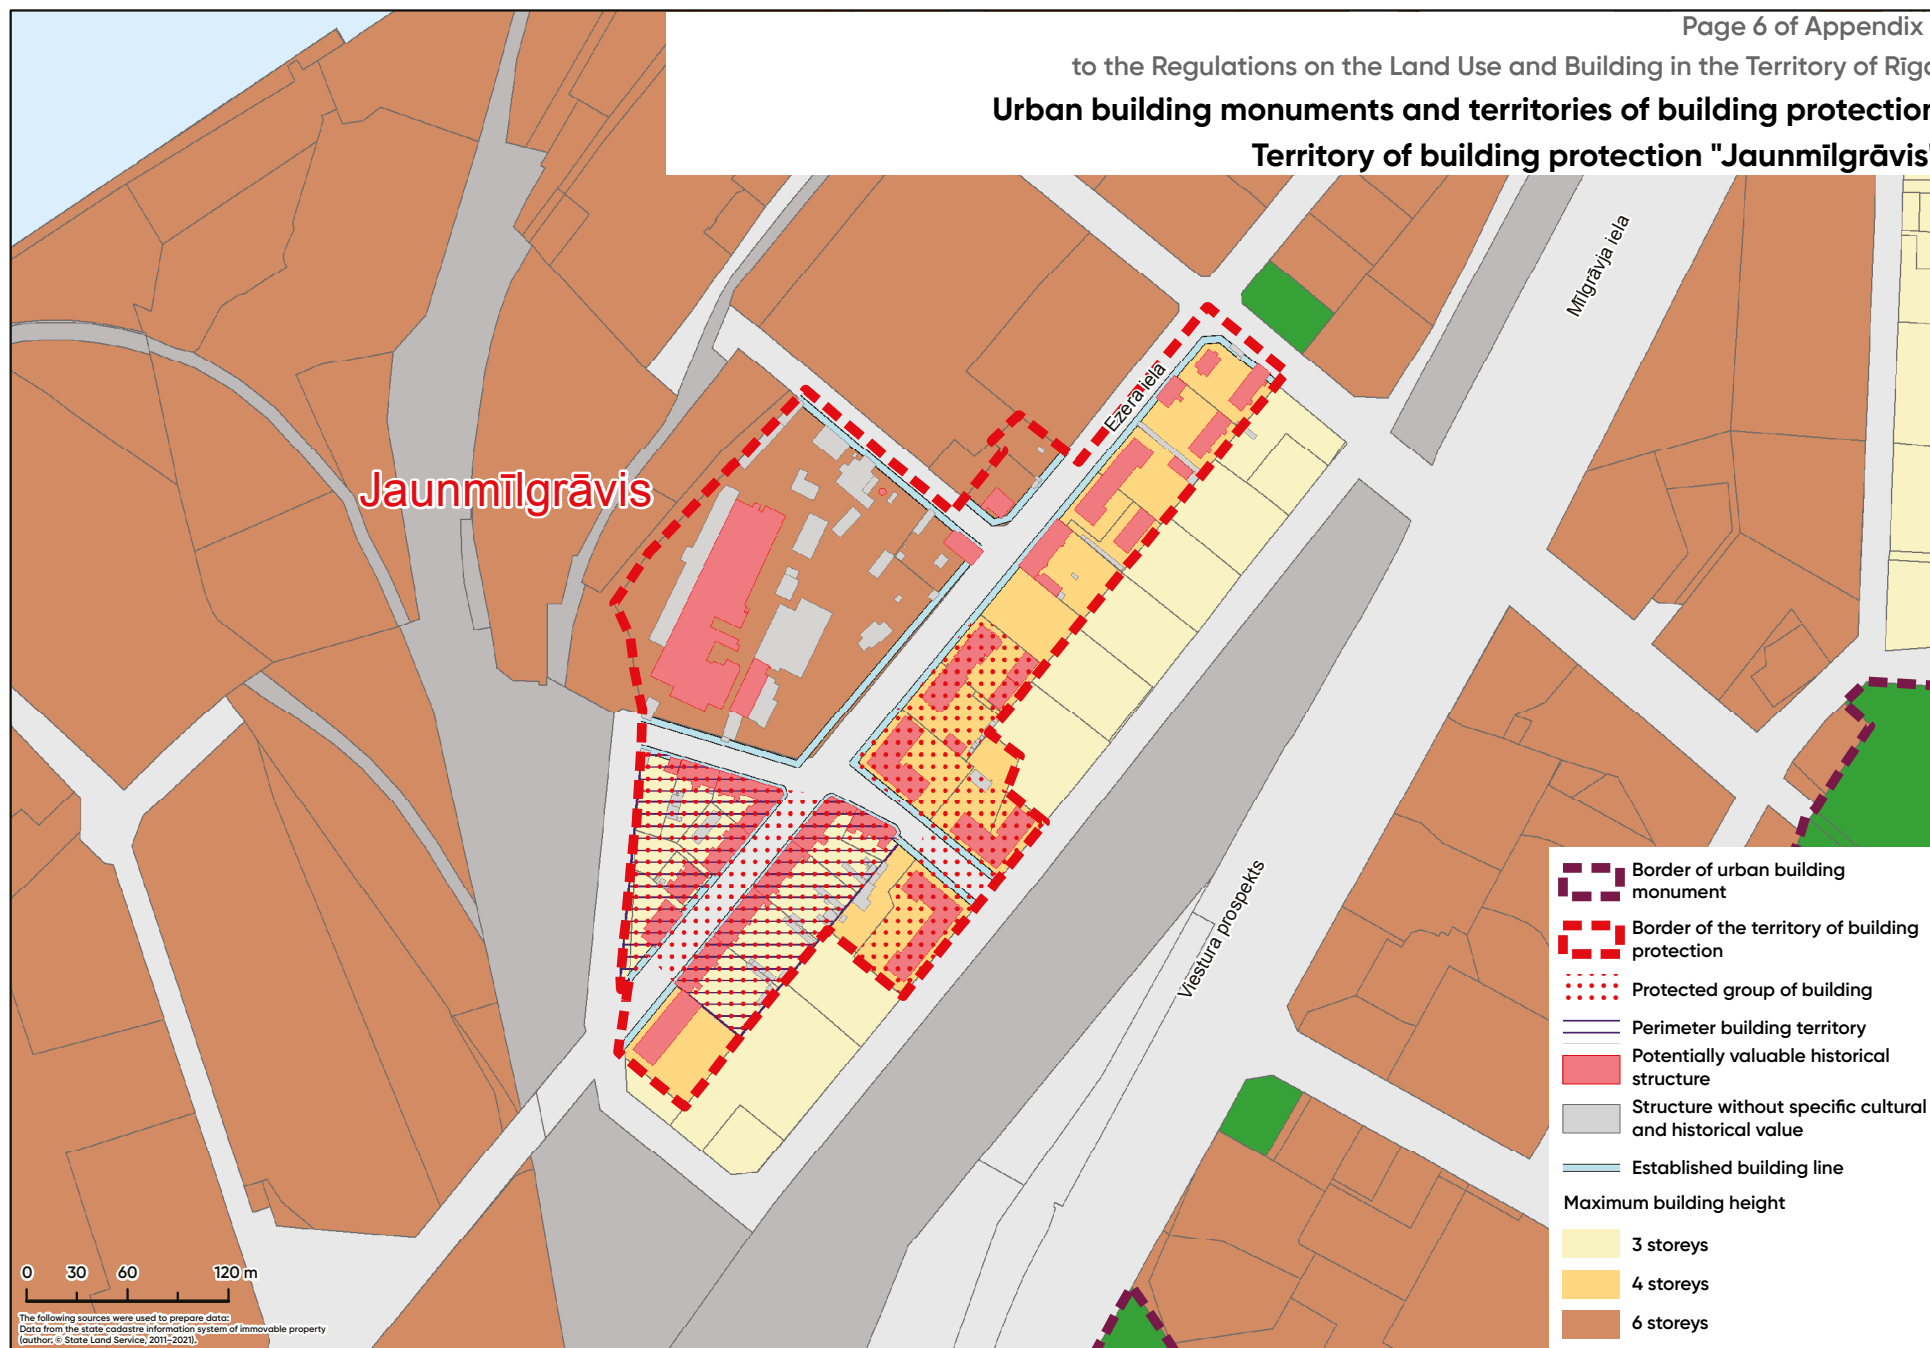 Page 6 of Appendix
to the Regulations on the Land Use and Building in the Territory of Rīga
Urban building monuments and territories of building protection
Territory of building protection "Jaunmīlgrāvis"
Mīlgrāvja iela
Ezera iela
Jaunmīlgrāvis
Viestura prospekts
Border of urban building
monument
Border of the territory of building
protection
Protected group of building
Perimeter building territory
Potentially valuable historical
structure
Structure without specific cultural
and historical value
Established building line
Maximum building height
3 storeys
4 storeys
6 storeys
0 30 60 120 m
The following sources were used to prepare data:
Data from the state cadastre information system of immovable property
(author: © State Land Service, 2011-2021).